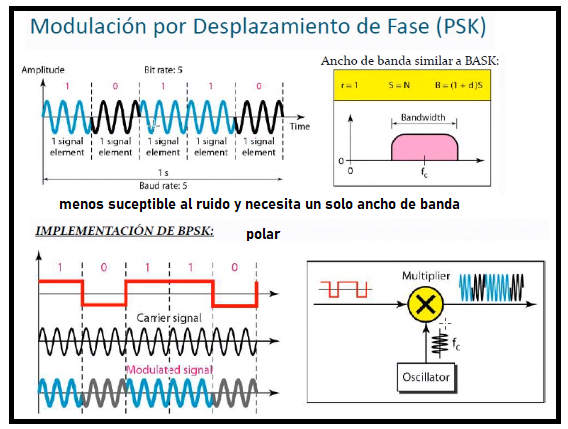 Modulación por Desplazamiento de Fase (PSK)
Amplitude
Bit rate: 5
1 0 1 1 0
Time
1 signal element
1 signal element
1 signal element
1 signal element
1 signal element
1 s
Baud rate: 5
Ancho de banda similar a BASK:
r = 1 S = N B = (1 + d)S
Bandwidth
0
0
fc
menos suceptible al ruido y necesita un solo ancho de banda
IMPLEMENTACIÓN DE BPSK:
polar
1 0 1 1 0
Carrier signal
Modulated signal
Multiplier
fc
Oscillator